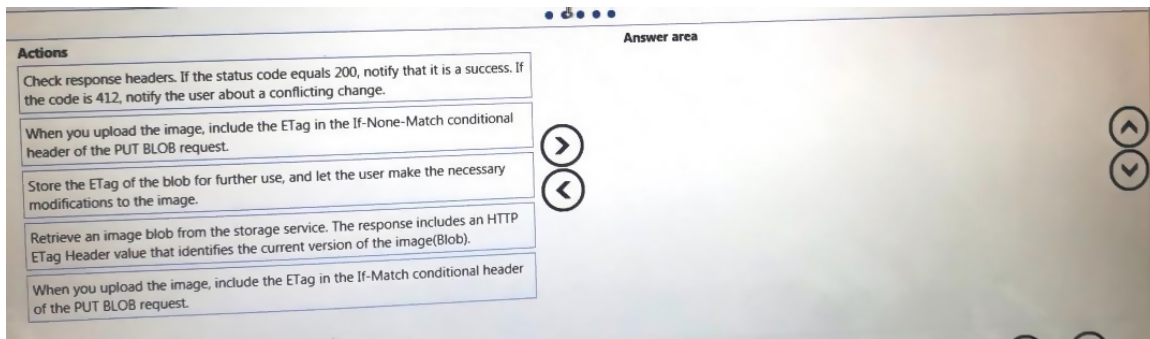 Actions
Answer area
Check response headers. If the status code equals 200, notify that it is a success. If
the code is 412, notify the user about a conflicting change.
When you upload the image, include the ETag in the If-None-Match conditional
header of the PUT BLOB request.
Store the ETag of the blob for further use, and let the user make the necessary
modifications to the image.
Retrieve an image blob from the storage service. The response includes an HTTP
ETag Header value that identifies the current version of the image(Blob).
When you upload the image, include the ETag in the If-Match conditional header
of the PUT BLOB request.